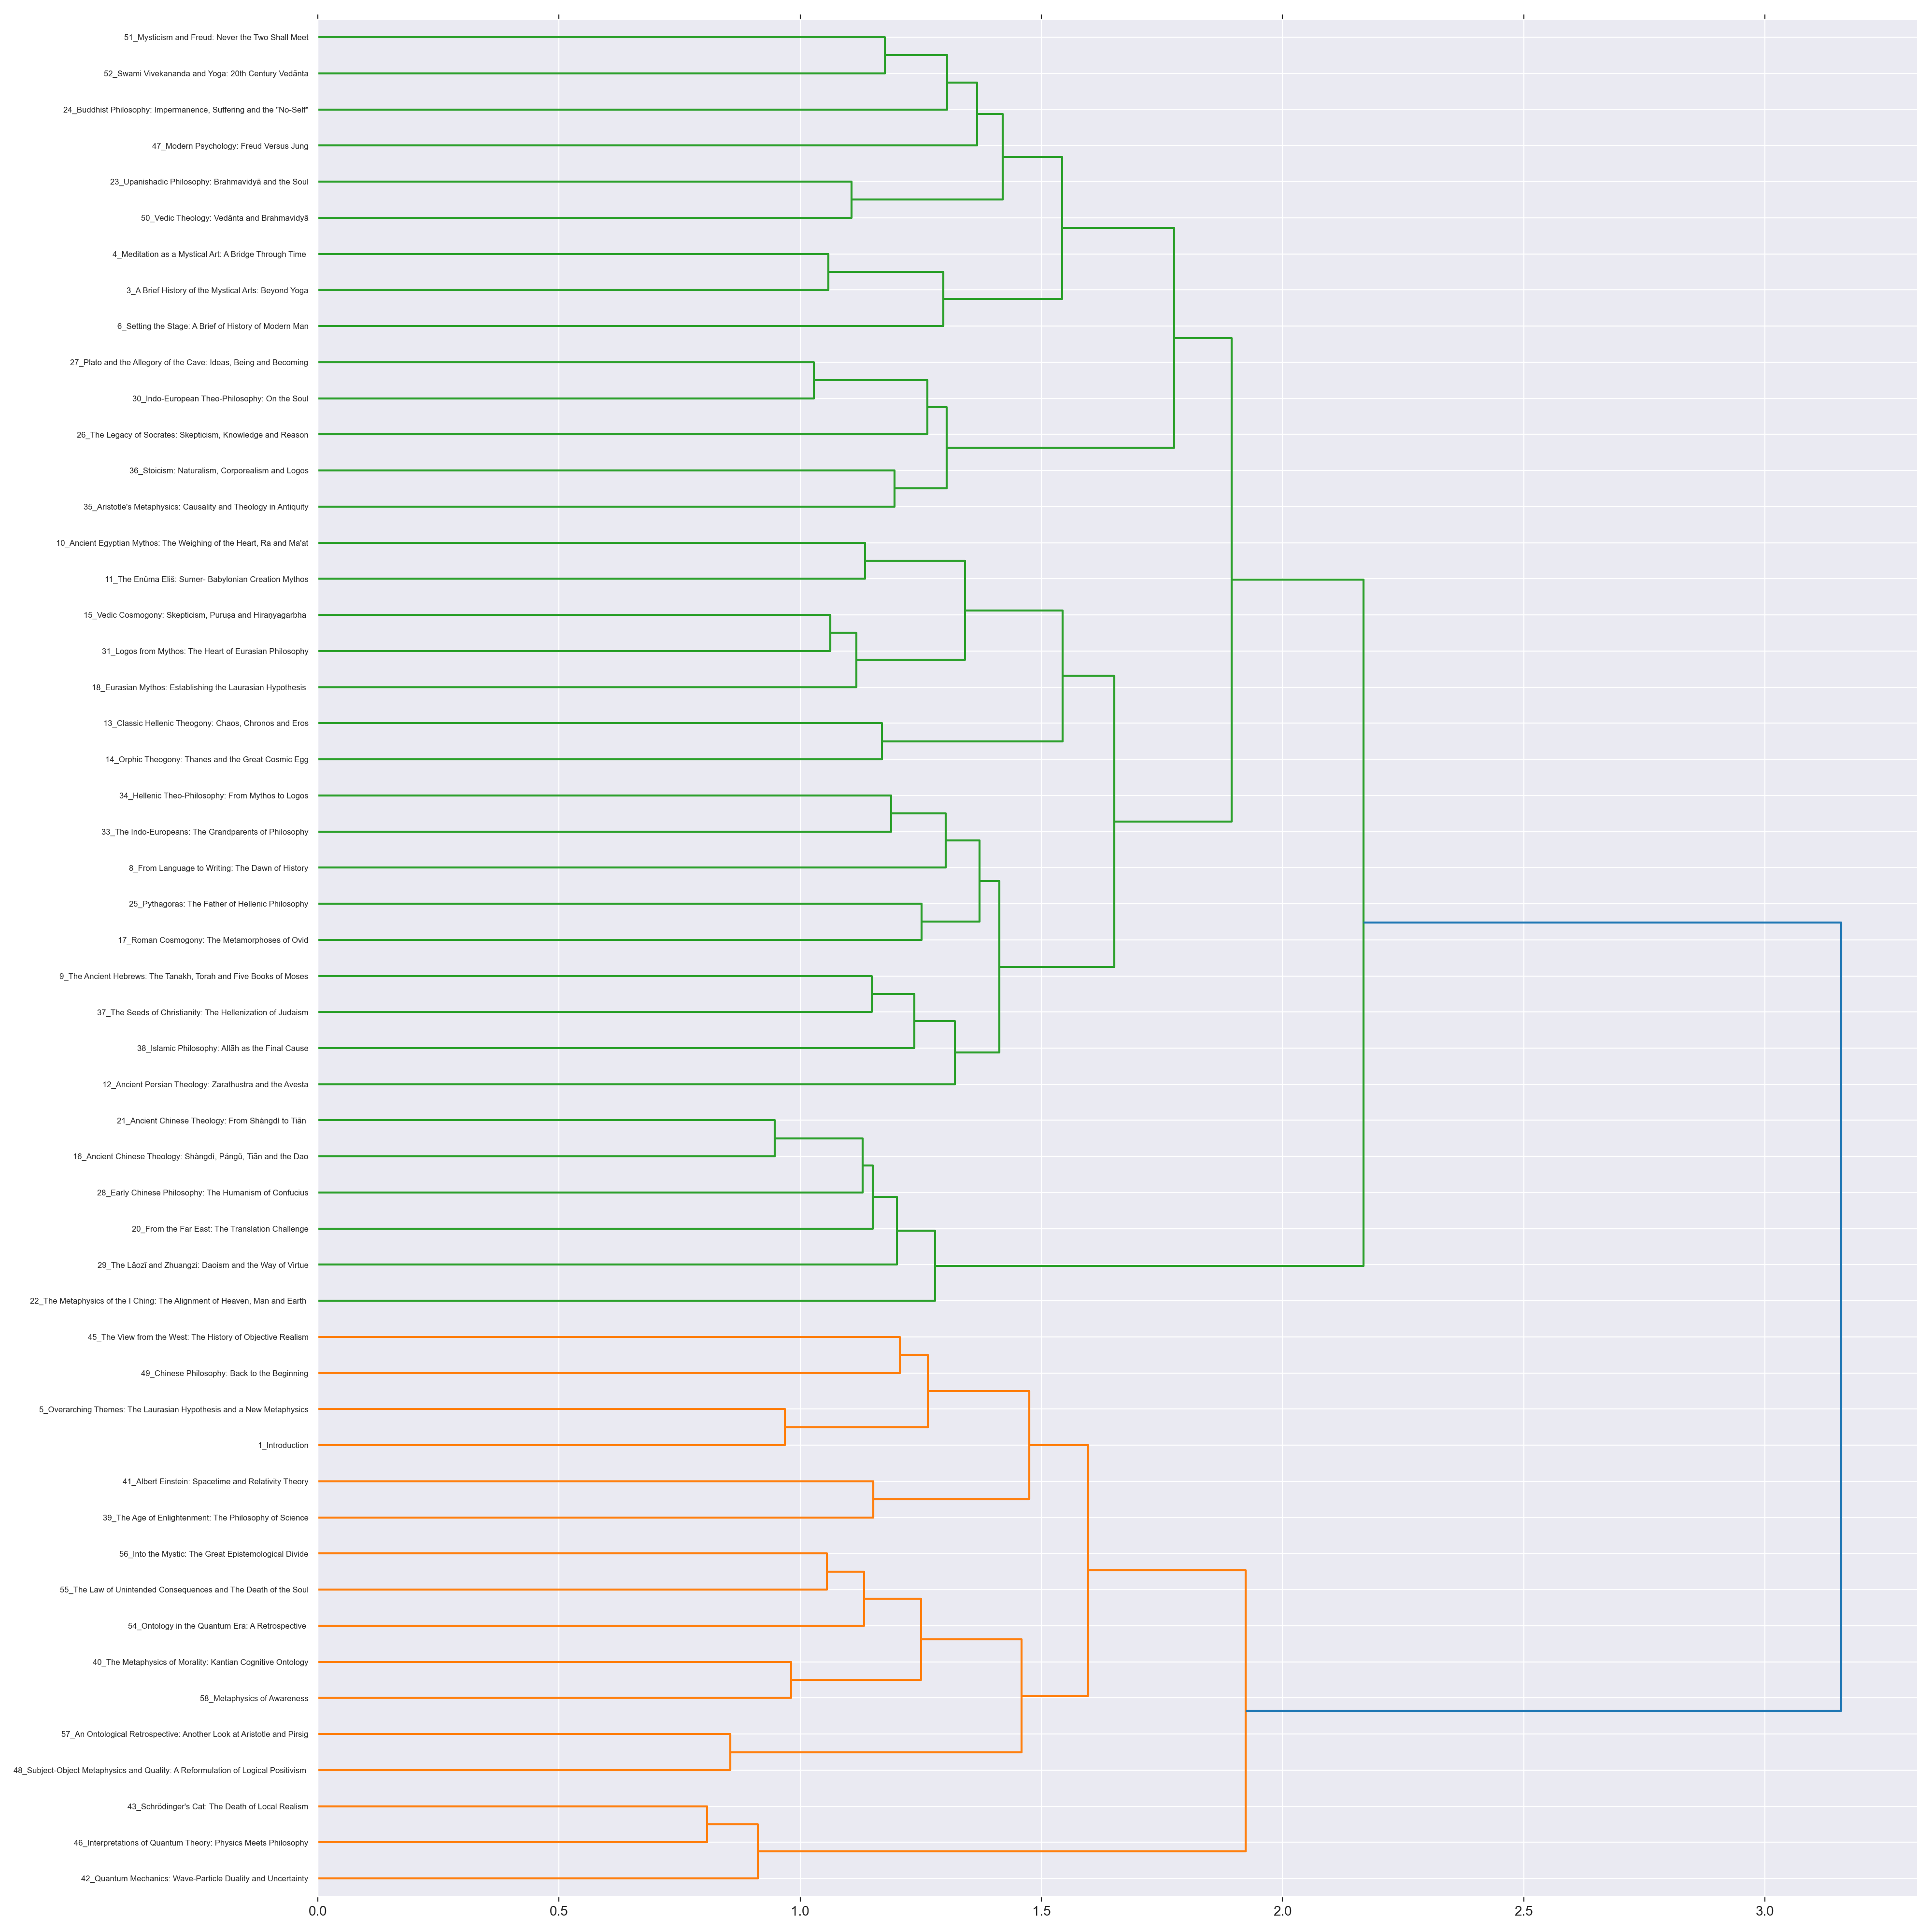 51_Mysticism and Freud: Never the Two Shall Meet
52_Swami Vivekananda and Yoga: 20th Century Vedānta
24_Buddhist Philosophy: Impermanence, Suffering and the "No-Self"
47_Modern Psychology: Freud Versus Jung
23_Upanishadic Philosophy: Brahmavidyā and the Soul
50_Vedic Theology: Vedānta and Brahmavidyā
4_Meditation as a Mystical Art: A Bridge Through Time
3_A Brief History of the Mystical Arts: Beyond Yoga
6_Setting the Stage: A Brief of History of Modern Man
27_Plato and the Allegory of the Cave: Ideas, Being and Becoming
30_Indo-European Theo-Philosophy: On the Soul
26_The Legacy of Socrates: Skepticism, Knowledge and Reason
36_Stoicism: Naturalism, Corporealism and Logos
35_Aristotle's Metaphysics: Causality and Theology in Antiquity
10_Ancient Egyptian Mythos: The Weighing of the Heart, Ra and Ma'at
11_The Enûma Eliš: Sumer- Babylonian Creation Mythos
15_Vedic Cosmogony: Skepticism, Puruṣa and Hiraṇyagarbha
31_Logos from Mythos: The Heart of Eurasian Philosophy
18_Eurasian Mythos: Establishing the Laurasian Hypothesis
13_Classic Hellenic Theogony: Chaos, Chronos and Eros
14_Orphic Theogony: Thanes and the Great Cosmic Egg
34_Hellenic Theo-Philosophy: From Mythos to Logos
33_The Indo-Europeans: The Grandparents of Philosophy
8_From Language to Writing: The Dawn of History
25_Pythagoras: The Father of Hellenic Philosophy
17_Roman Cosmogony: The Metamorphoses of Ovid
9_The Ancient Hebrews: The Tanakh, Torah and Five Books of Moses
37_The Seeds of Christianity: The Hellenization of Judaism
38_Islamic Philosophy: Allāh as the Final Cause
12_Ancient Persian Theology: Zarathustra and the Avesta
21_Ancient Chinese Theology: From Shàngdì to Tiān
16_Ancient Chinese Theology: Shàngdì, Pángǔ, Tiān and the Dao
28_Early Chinese Philosophy: The Humanism of Confucius
20_From the Far East: The Translation Challenge
29_The Lǎozǐ and Zhuangzi: Daoism and the Way of Virtue
22_The Metaphysics of the I Ching: The Alignment of Heaven, Man and Earth
45_The View from the West: The History of Objective Realism
49_Chinese Philosophy: Back to the Beginning
5_Overarching Themes: The Laurasian Hypothesis and a New Metaphysics
1_Introduction
41_Albert Einstein: Spacetime and Relativity Theory
39_The Age of Enlightenment: The Philosophy of Science
56_Into the Mystic: The Great Epistemological Divide
55_The Law of Unintended Consequences and The Death of the Soul
54_Ontology in the Quantum Era: A Retrospective
40_The Metaphysics of Morality: Kantian Cognitive Ontology
58_Metaphysics of Awareness
57_An Ontological Retrospective: Another Look at Aristotle and Pirsig
48_Subject-Object Metaphysics and Quality: A Reformulation of Logical Positivism
43_Schrödinger's Cat: The Death of Local Realism
46_Interpretations of Quantum Theory: Physics Meets Philosophy
42_Quantum Mechanics: Wave-Particle Duality and Uncertainty
0.0 0.5 1.0 1.5 2.0 2.5 3.0